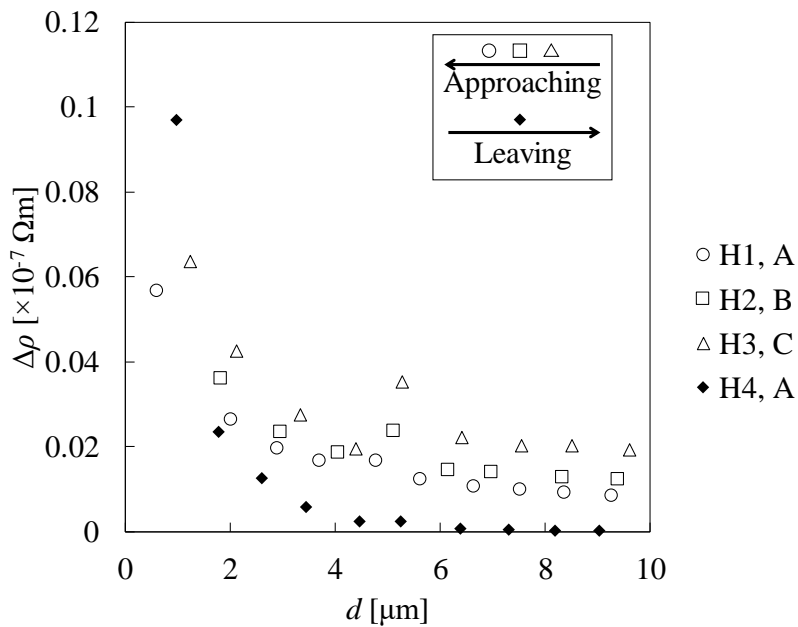 0.12
0.1
0.08
0.06
0.04
0.02
0
Δρ [×10⁻⁷ Ωm]
0 2 4 6 8 10
d [μm]
Approaching
Leaving
H1, A
H2, B
H3, C
H4, A